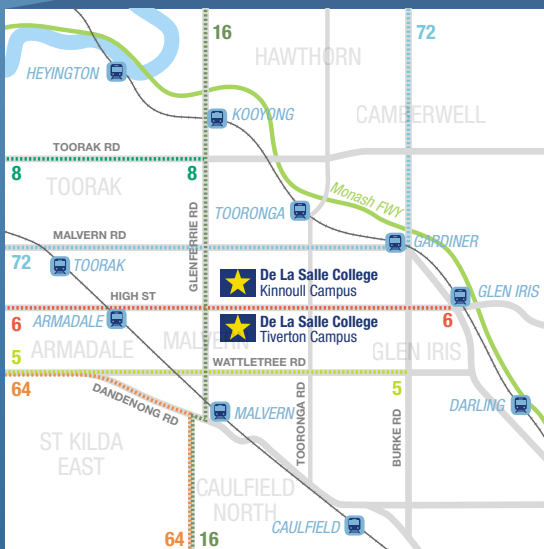 16
72
HAWTHORN
HEYINGTON
CAMBERWELL
KOOYONG
TOORAK RD
8
8
TOORAK
Monash FWY
TOORONGA
GLENFERRIE RD
MALVERN RD
GARDINER
72
TOORAK
De La Salle College
Kinnoull Campus
GLEN IRIS
HIGH ST
6
ARMADALE
6
De La Salle College
Tiverton Campus
MALVERN
5
ARMADALE
WATTLETREE RD
GLEN IRIS
64
5
DANDENONG RD
MALVERN
TOORONGA RD
BURKE RD
DARLING
ST KILDA
EAST
CAULFIELD
NORTH
CAULFIELD
64
16